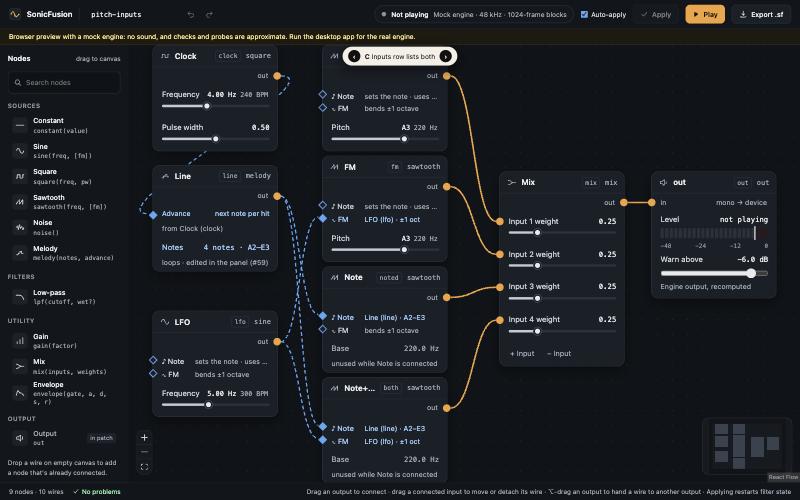 SonicFusion
pitch-inputs
Not playing Mock engine · 48 kHz · 1024-frame blocks
Auto-apply
Apply
Play
Export .sf
Browser preview with a mock engine: no sound, and checks and probes are approximate. Run the desktop app for the real engine.
Nodes
drag to canvas
Search nodes
SOURCES
Constant
constant(value)
Sine
sine(freq, [fm])
Square
square(freq, pw)
Sawtooth
sawtooth(freq, [fm])
Noise
noise()
Melody
melody(notes, advance)
FILTERS
Low-pass
lpf(cutoff, wet?)
UTILITY
Gain
gain(factor)
Mix
mix(inputs, weights)
Envelope
envelope(gate, a, d, s, r)
OUTPUT
Output
out
in patch
Drop a wire on empty canvas to add a node that's already connected.
Clock clock square
out
Frequency 4.00 Hz 240 BPM
Pulse width 0.50
Line line melody
out
Advance next note per hit
from Clock (clock)
Notes 4 notes · A2–E3
loops · edited in the panel (#59)
LFO lfo sine
out
♪ Note sets the note · uses ...
∿ FM bends ±1 octave
Frequency 5.00 Hz 300 BPM
C Inputs row lists both
out
♪ Note sets the note · uses ...
∿ FM bends ±1 octave
Pitch A3 220 Hz
FM fm sawtooth
out
♪ Note sets the note · uses ...
∿ FM LFO (lfo) · ±1 oct
Pitch A3 220 Hz
Note noted sawtooth
out
♪ Note Line (line) · A2–E3
∿ FM bends ±1 octave
Base 220.0 Hz
unused while Note is connected
Note+... both sawtooth
out
♪ Note Line (line) · A2–E3
∿ FM LFO (lfo) · ±1 oct
Base 220.0 Hz
unused while Note is connected
Mix mix mix
out
Input 1 weight 0.25
Input 2 weight 0.25
Input 3 weight 0.25
Input 4 weight 0.25
+ Input − Input
out out out
in mono → device
Level not playing
−48 −24 −12 0
Warn above −6.0 dB
Engine output, recomputed
React Flow
9 nodes · 10 wires
✓ No problems
Drag an output to connect · drag a connected input to move or detach its wire · ⌥-drag an output to hand a wire to another output · Applying restarts filter state